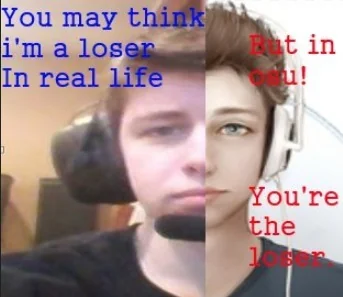 You may think
i'm a loser
In real life
But in
osu!
You're
the
loser.